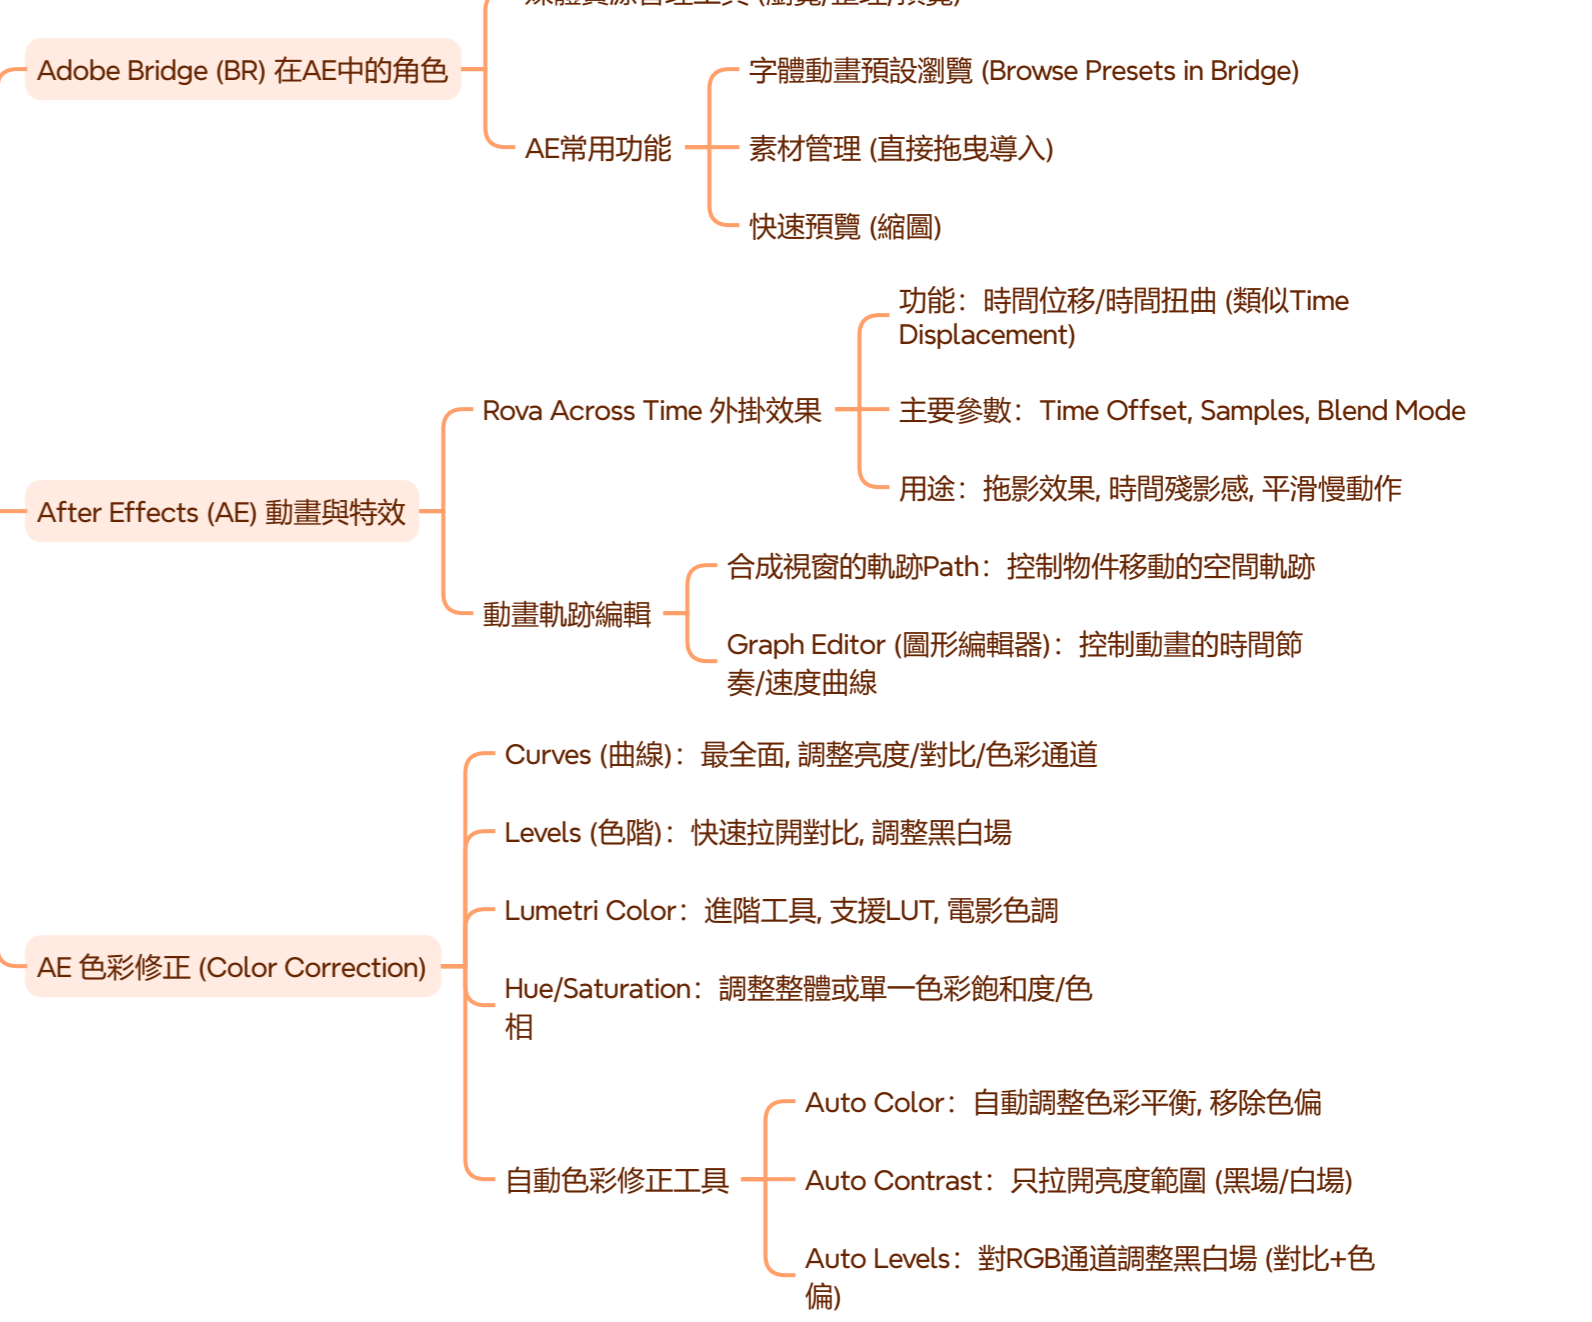 Adobe Bridge (BR) 在AE中的角色
字體動畫預設瀏覽 (Browse Presets in Bridge)
AE常用功能
素材管理 (直接拖曳導入)
快速預覽 (縮圖)
功能：時間位移/時間扭曲 (類似Time
Displacement)
Rova Across Time 外掛效果
主要參數：Time Offset, Samples, Blend Mode
用途：拖影效果, 時間殘影感, 平滑慢動作
After Effects (AE) 動畫與特效
合成視窗的軌跡Path：控制物件移動的空間軌跡
動畫軌跡編輯
Graph Editor (圖形編輯器)：控制動畫的時間節
奏/速度曲線
Curves (曲線)：最全面, 調整亮度/對比/色彩通道
Levels (色階)：快速拉開對比, 調整黑白場
Lumetri Color：進階工具, 支援LUT, 電影色調
AE 色彩修正 (Color Correction)
Hue/Saturation：調整整體或單一色彩飽和度/色
相
Auto Color：自動調整色彩平衡, 移除色偏
自動色彩修正工具
Auto Contrast：只拉開亮度範圍 (黑場/白場)
Auto Levels：對RGB通道調整黑白場 (對比+色
偏)